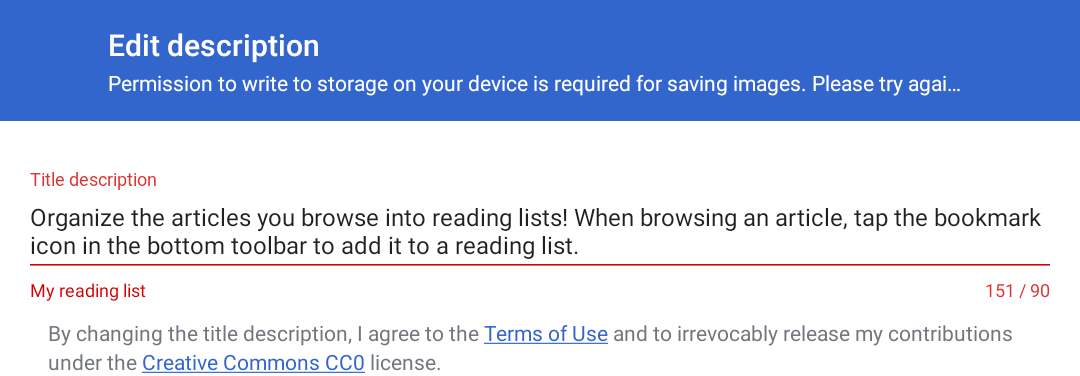 Edit description
Permission to write to storage on your device is required for saving images. Please try agai…
Title description
Organize the articles you browse into reading lists! When browsing an article, tap the bookmark
icon in the bottom toolbar to add it to a reading list.
My reading list
151 / 90
By changing the title description, I agree to the Terms of Use and to irrevocably release my contributions
under the Creative Commons CC0 license.